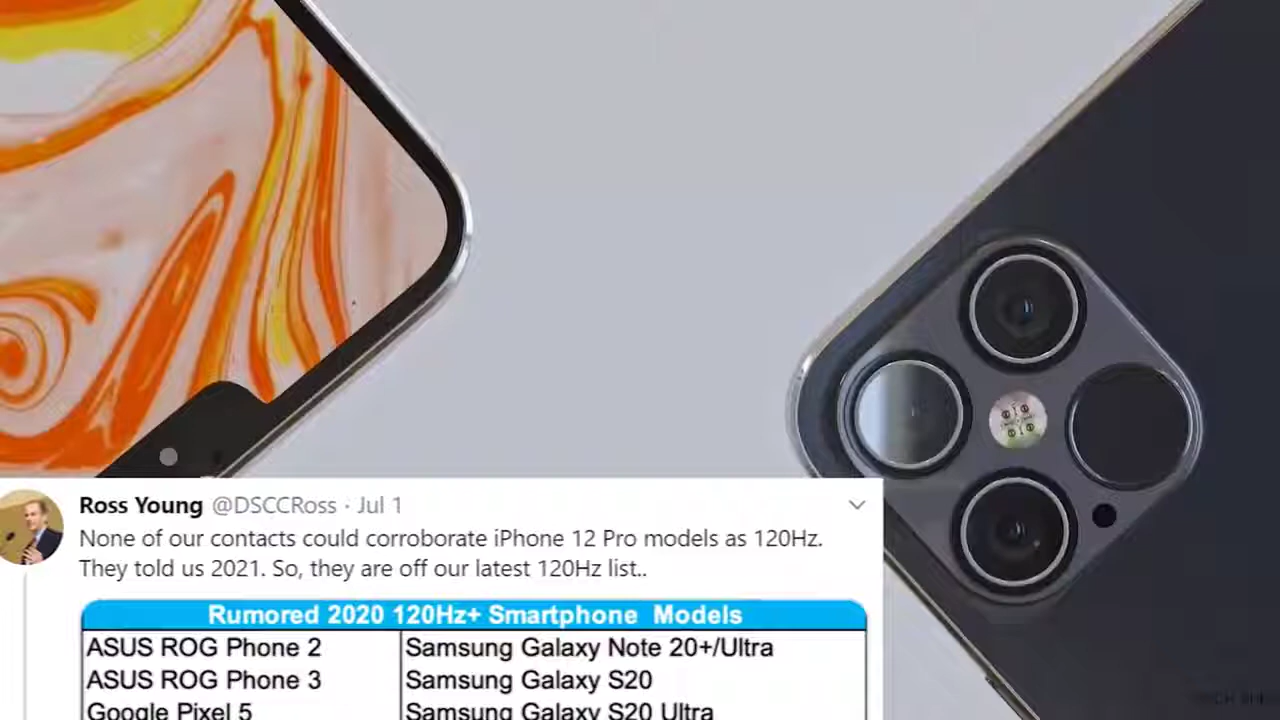 Ross Young @DSCCRoss · Jul 1
None of our contacts could corroborate iPhone 12 Pro models as 120Hz.
They told us 2021. So, they are off our latest 120Hz list..
Rumored 2020 120Hz+ Smartphone Models
ASUS ROG Phone 2 Samsung Galaxy Note 20+/Ultra
ASUS ROG Phone 3 Samsung Galaxy S20
Google Pixel 5 Samsung Galaxy S20 Ultra